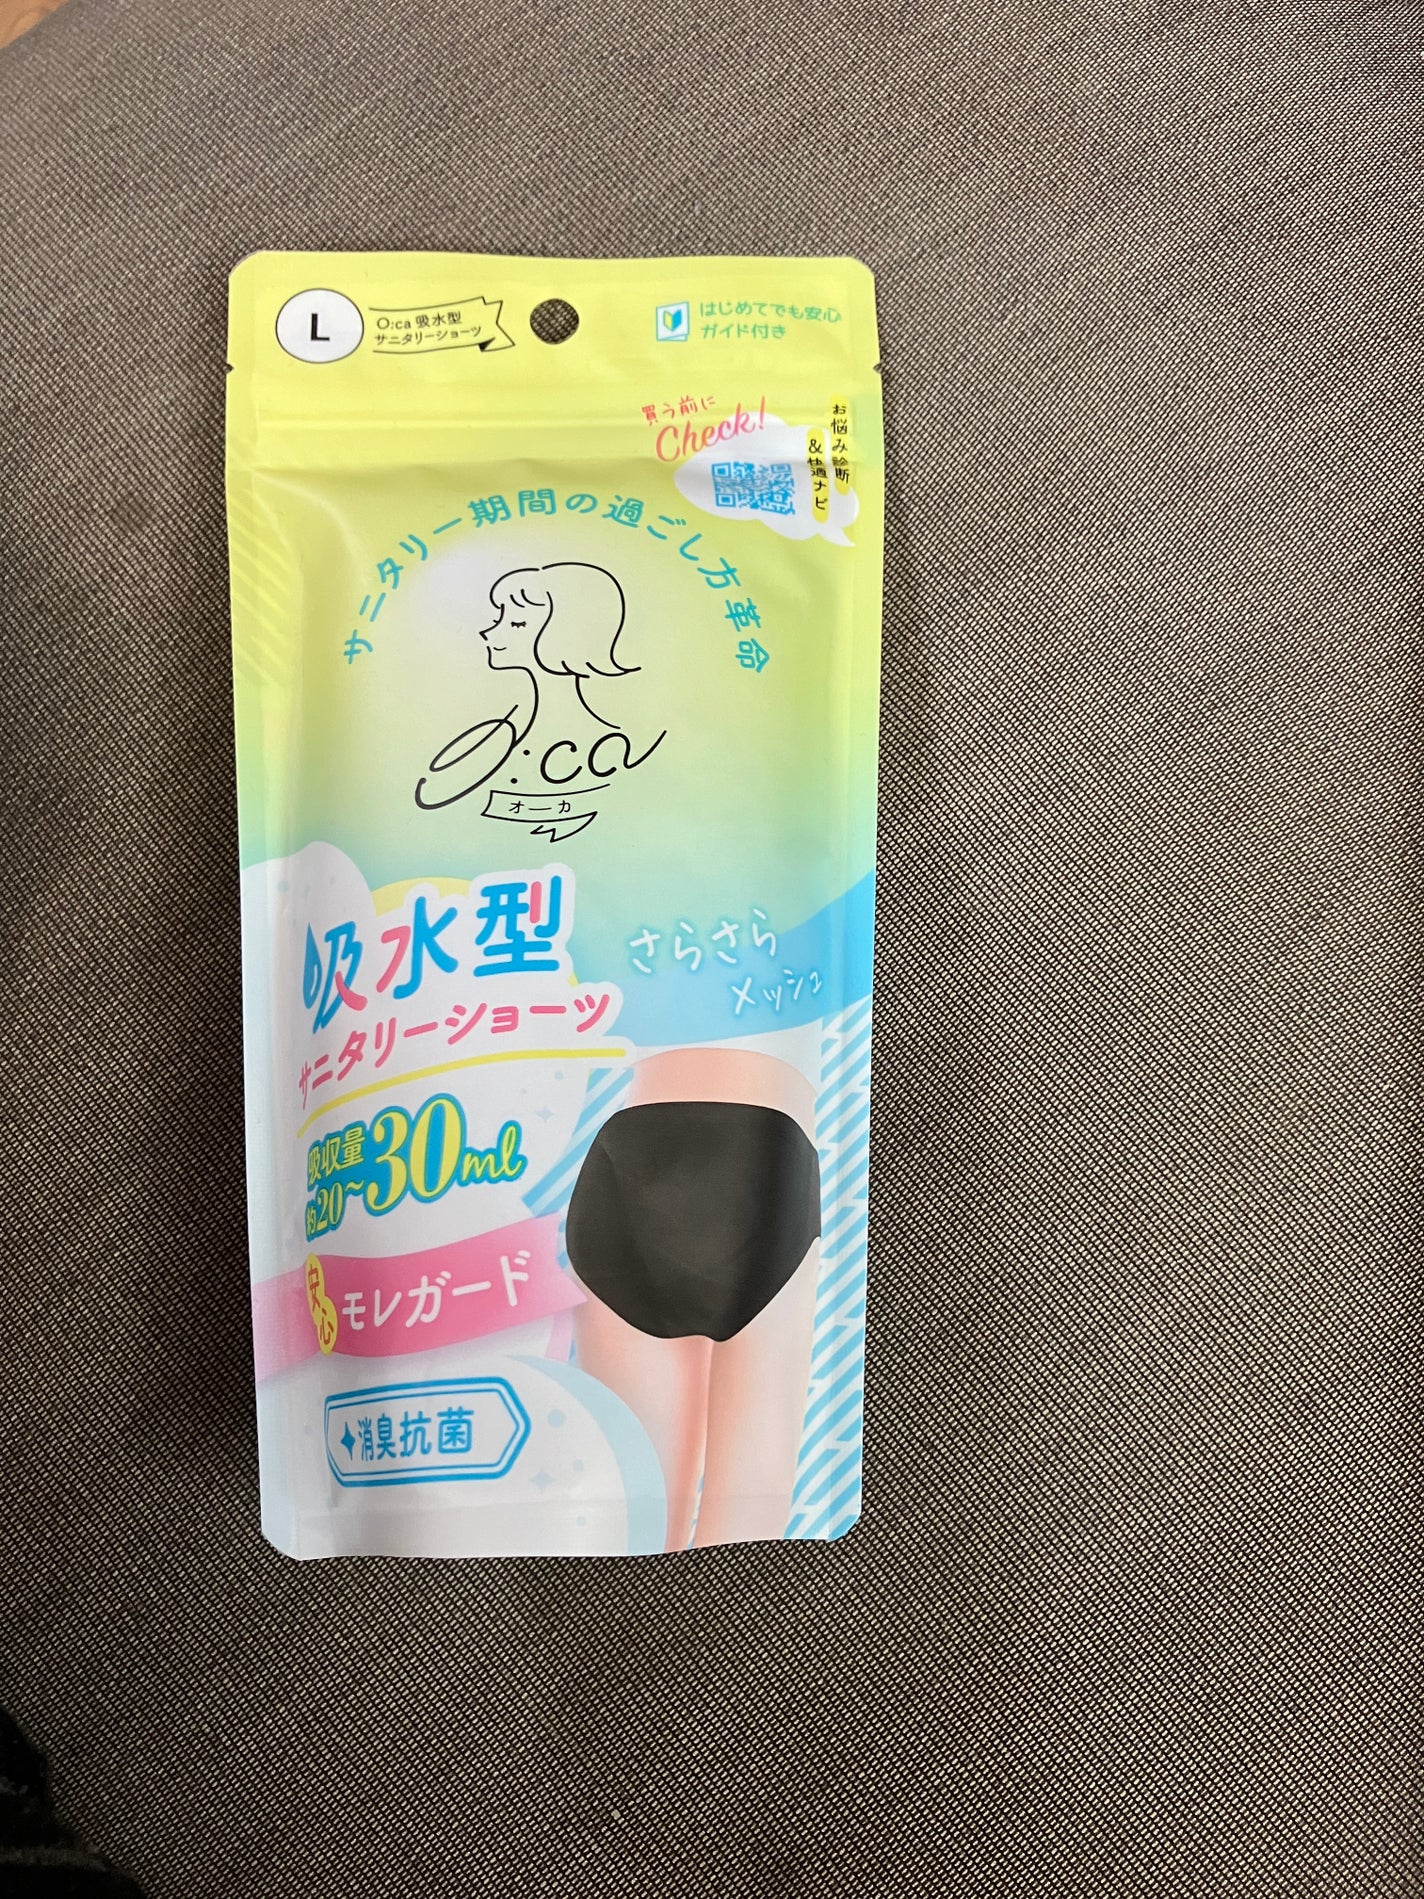 L
O:ca 吸水型
サニタリーショーツ
はじめてでも安心
ガイド付き
買う前に
Check!
お悩み診断
&快適ナビ
サニタリー期間の過ごし方革命
O:ca
オーカ
吸水型
サニタリーショーツ
さらさら
メッシュ
吸収量
約20~30ml
安心
モレガード
消臭抗菌